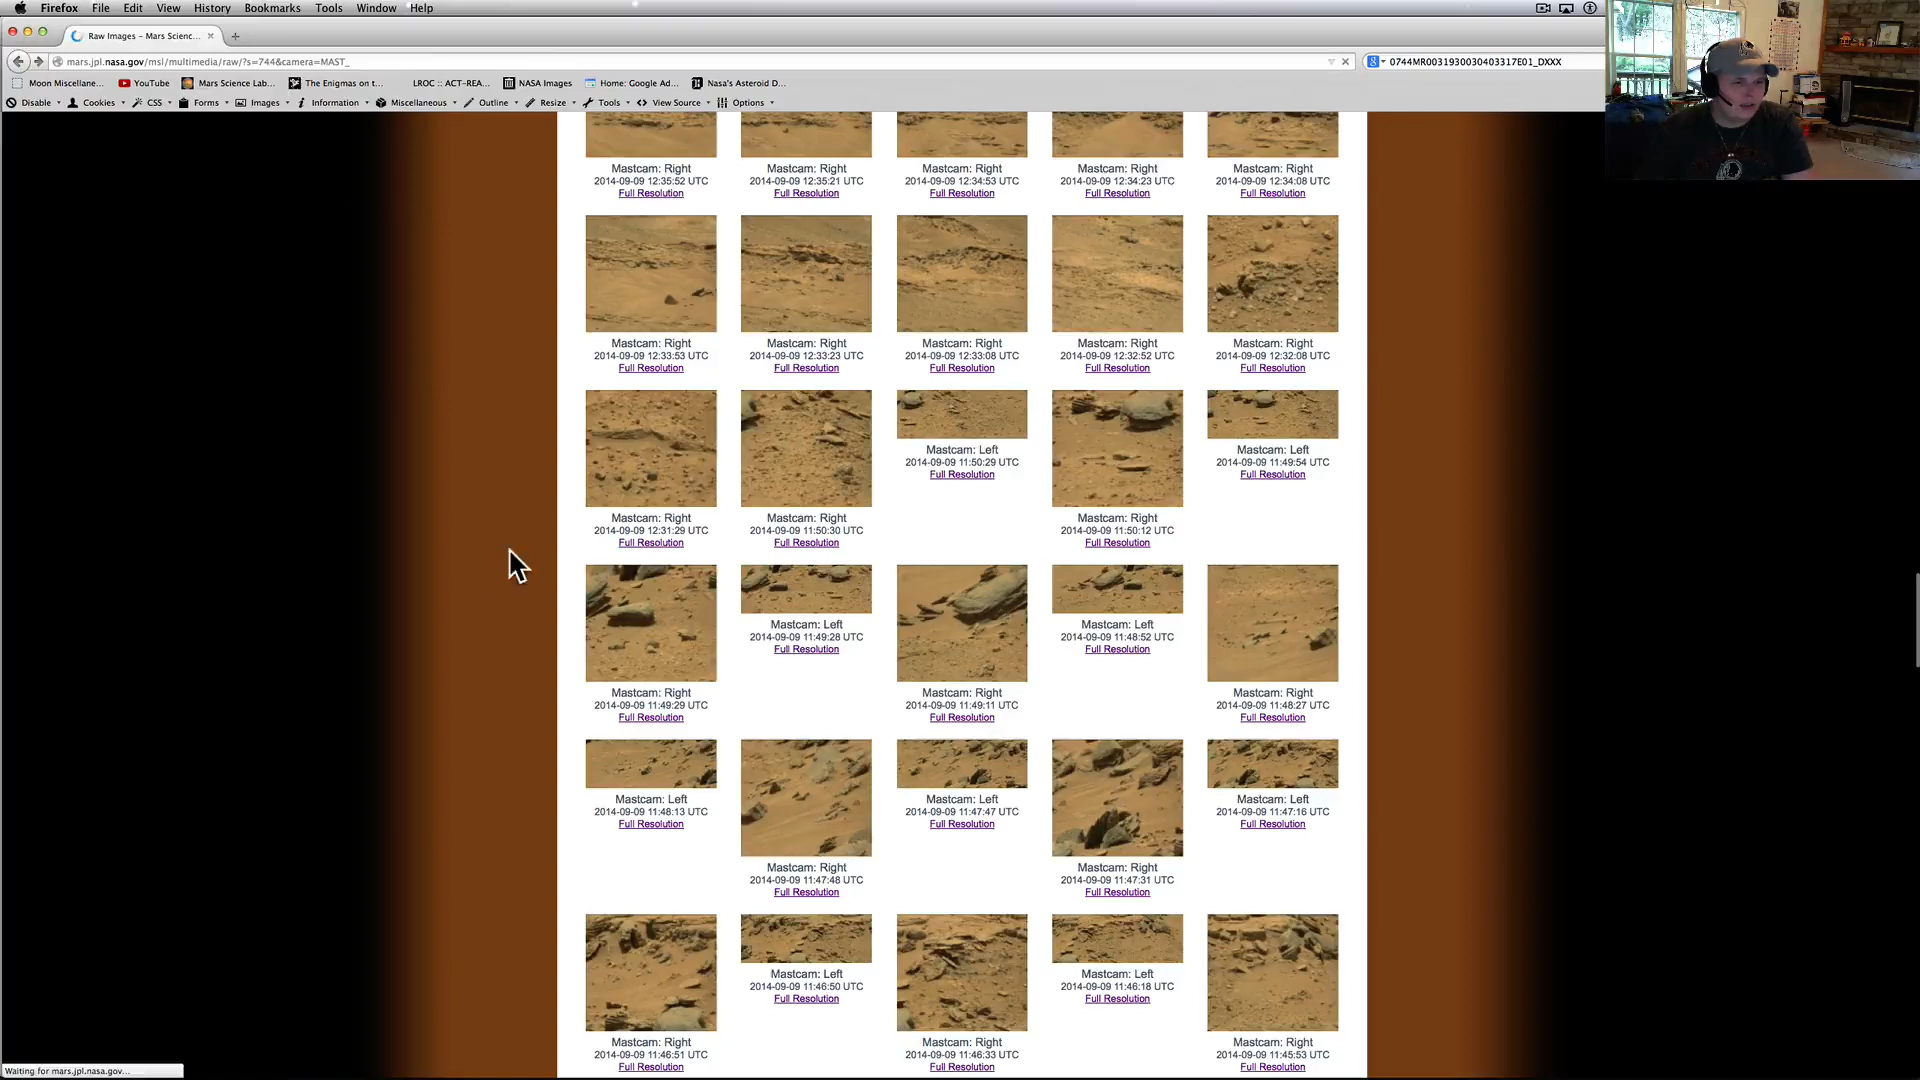 Firefox File Edit View History Bookmarks Tools Window Help
Raw Images – Mars Scienc...
mars.jpl.nasa.gov/msl/multimedia/raw/?s=744&camera=MAST_
0744MR0031930030403317E01_DXXX
Moon Miscellane... YouTube Mars Science Lab... The Enigmas on t... LROC :: ACT-REA... NASA Images Home: Google Ad... Nasa's Asteroid D...
Disable Cookies CSS Forms Images Information Miscellaneous Outline Resize Tools View Source Options
Mastcam: Right Mastcam: Right Mastcam: Right Mastcam: Right Mastcam: Right
2014-09-09 12:35:52 UTC 2014-09-09 12:35:21 UTC 2014-09-09 12:34:53 UTC 2014-09-09 12:34:23 UTC 2014-09-09 12:34:08 UTC
Full Resolution Full Resolution Full Resolution Full Resolution Full Resolution
Mastcam: Right Mastcam: Right Mastcam: Right Mastcam: Right Mastcam: Right
2014-09-09 12:33:53 UTC 2014-09-09 12:33:23 UTC 2014-09-09 12:33:08 UTC 2014-09-09 12:32:52 UTC 2014-09-09 12:32:08 UTC
Full Resolution Full Resolution Full Resolution Full Resolution Full Resolution
Mastcam: Left Mastcam: Left
2014-09-09 11:50:29 UTC 2014-09-09 11:49:54 UTC
Full Resolution Full Resolution
Mastcam: Right Mastcam: Right Mastcam: Right
2014-09-09 12:31:29 UTC 2014-09-09 11:50:30 UTC 2014-09-09 11:50:12 UTC
Full Resolution Full Resolution Full Resolution
Mastcam: Left Mastcam: Left
2014-09-09 11:49:28 UTC 2014-09-09 11:48:52 UTC
Full Resolution Full Resolution
Mastcam: Right Mastcam: Right Mastcam: Right
2014-09-09 11:49:29 UTC 2014-09-09 11:49:11 UTC 2014-09-09 11:48:27 UTC
Full Resolution Full Resolution Full Resolution
Mastcam: Left Mastcam: Left Mastcam: Left
2014-09-09 11:48:13 UTC 2014-09-09 11:47:47 UTC 2014-09-09 11:47:16 UTC
Full Resolution Full Resolution Full Resolution
Mastcam: Right Mastcam: Right
2014-09-09 11:47:48 UTC 2014-09-09 11:47:31 UTC
Full Resolution Full Resolution
Mastcam: Left Mastcam: Left
2014-09-09 11:46:50 UTC 2014-09-09 11:46:18 UTC
Full Resolution Full Resolution
Mastcam: Right Mastcam: Right Mastcam: Right
2014-09-09 11:46:51 UTC 2014-09-09 11:46:33 UTC 2014-09-09 11:45:53 UTC
Full Resolution Full Resolution Full Resolution
Waiting for mars.jpl.nasa.gov...